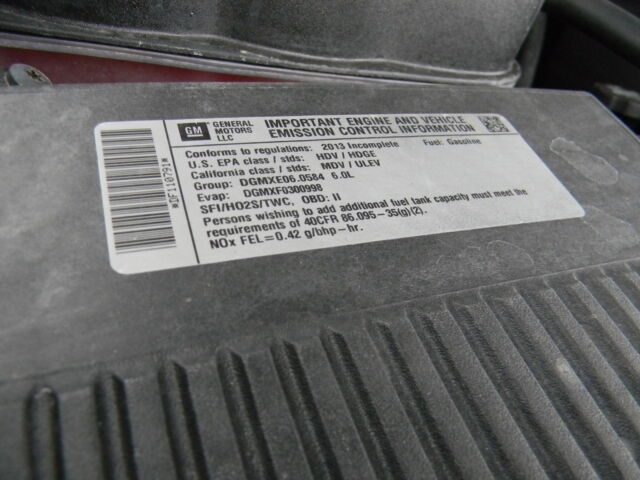 GM GENERAL MOTORS LLC
IMPORTANT ENGINE AND VEHICLE EMISSION CONTROL INFORMATION
Conforms to regulations: 2013 Incomplete Fuel: Gasoline
U.S. EPA class / stds: HDV / HDGE
California class / stds: MDV / ULEV
Group: DGMXE06.0584 6.0L
Evap: DGMXF0300998
SFI/HO2S/TWC, OBD: II
Persons wishing to add additional fuel tank capacity must meet the
requirements of 40CFR 86.095-35(g)(2).
NOx FEL=0.42 g/bhp-hr.
*DF110791*